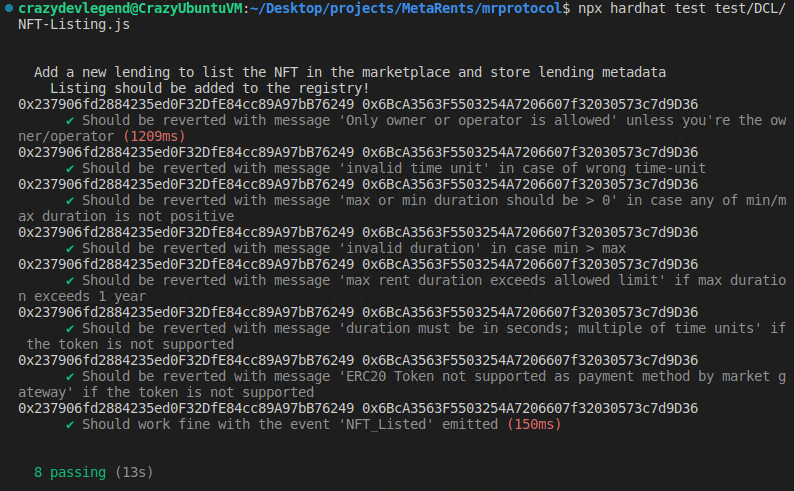 crazydevlegend@CrazyUbuntuVM:~/Desktop/projects/MetaRents/mrprotocol$ npx hardhat test test/DCL/
NFT-Listing.js
Add a new lending to list the NFT in the marketplace and store lending metadata
Listing should be added to the registry!
0x237906fd2884235ed0F32DfE84cc89A97bB76249 0x6BcA3563F5503254A7206607f32030573c7d9D36
✔ Should be reverted with message 'Only owner or operator is allowed' unless you're the ow
ner/operator (1209ms)
0x237906fd2884235ed0F32DfE84cc89A97bB76249 0x6BcA3563F5503254A7206607f32030573c7d9D36
✔ Should be reverted with message 'invalid time unit' in case of wrong time-unit
0x237906fd2884235ed0F32DfE84cc89A97bB76249 0x6BcA3563F5503254A7206607f32030573c7d9D36
✔ Should be reverted with message 'max or min duration should be > 0' in case any of min/m
ax duration is not positive
0x237906fd2884235ed0F32DfE84cc89A97bB76249 0x6BcA3563F5503254A7206607f32030573c7d9D36
✔ Should be reverted with message 'invalid duration' in case min > max
0x237906fd2884235ed0F32DfE84cc89A97bB76249 0x6BcA3563F5503254A7206607f32030573c7d9D36
✔ Should be reverted with message 'max rent duration exceeds allowed limit' if max duratio
n exceeds 1 year
0x237906fd2884235ed0F32DfE84cc89A97bB76249 0x6BcA3563F5503254A7206607f32030573c7d9D36
✔ Should be reverted with message 'duration must be in seconds; multiple of time units' if
the token is not supported
0x237906fd2884235ed0F32DfE84cc89A97bB76249 0x6BcA3563F5503254A7206607f32030573c7d9D36
✔ Should be reverted with message 'ERC20 Token not supported as payment method by market g
ateway' if the token is not supported
0x237906fd2884235ed0F32DfE84cc89A97bB76249 0x6BcA3563F5503254A7206607f32030573c7d9D36
✔ Should work fine with the event 'NFT_Listed' emitted (150ms)
8 passing (13s)